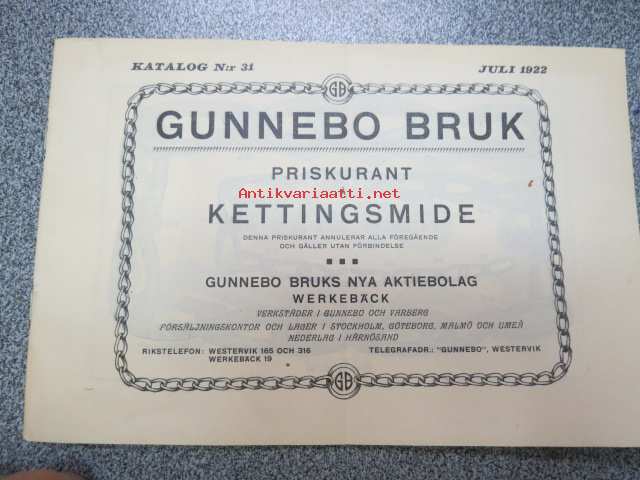 KATALOG N:r 31 JULI 1922
GB
GUNNEBO BRUK
PRISKURANT
Antikvariaatti.net
KETTINGSMIDE
DENNA PRISKURANT ANNULERAR ALLA FÖREGÅENDE
OCH GÄLLER UTAN FÖRBINDELSE
GUNNEBO BRUKS NYA AKTIEBOLAG
WERKEBÄCK
VERKSTÄDER I GUNNEBO OCH VARBERG
FÖRSÄLJNINGSKONTOR OCH LAGER I STOCKHOLM, GÖTEBORG, MALMÖ OCH UMEÅ
NEDERLAG I HÄRNÖSAND
RIKSTELEFON: WESTERVIK 165 OCH 316 TELEGRAFADR.: "GUNNEBO", WESTERVIK
WERKEBÄCK 19
GB